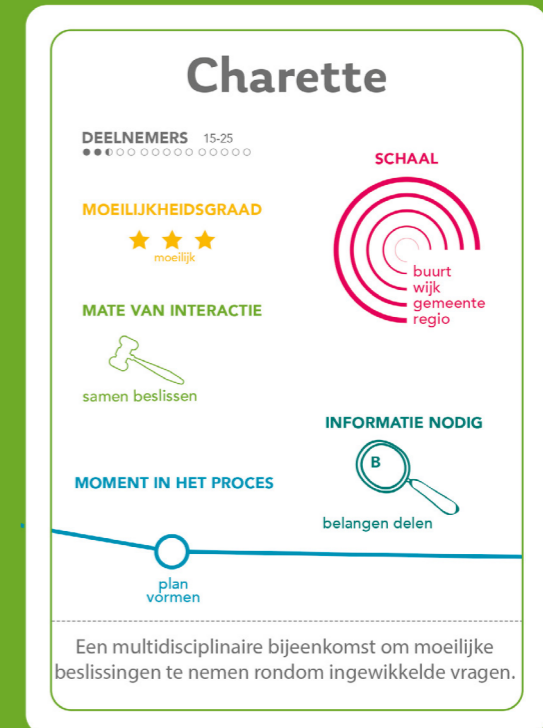 Charette
DEELNEMERS 15-25
SCHAAL
MOEILIJKHEIDSGRAAD
moeilijk
buurt
wijk
gemeente
regio
MATE VAN INTERACTIE
samen beslissen
INFORMATIE NODIG
B
belangen delen
MOMENT IN HET PROCES
plan
vormen
Een multidisciplinaire bijeenkomst om moeilijke
beslissingen te nemen rondom ingewikkelde vragen.